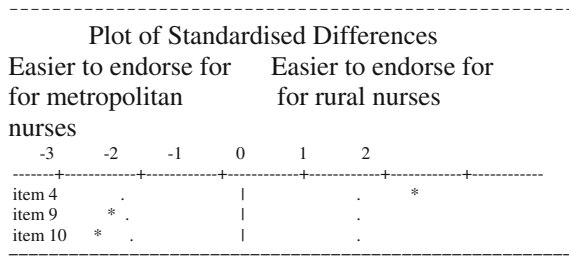 Plot of Standardised Differences
Easier to endorse for Easier to endorse for
for metropolitan for rural nurses
nurses
-3 -2 -1 0 1 2
-------+------------+------------+------------+------------+------------+------------
item 4 . | . *
item 9 * . | .
item 10 * . | .